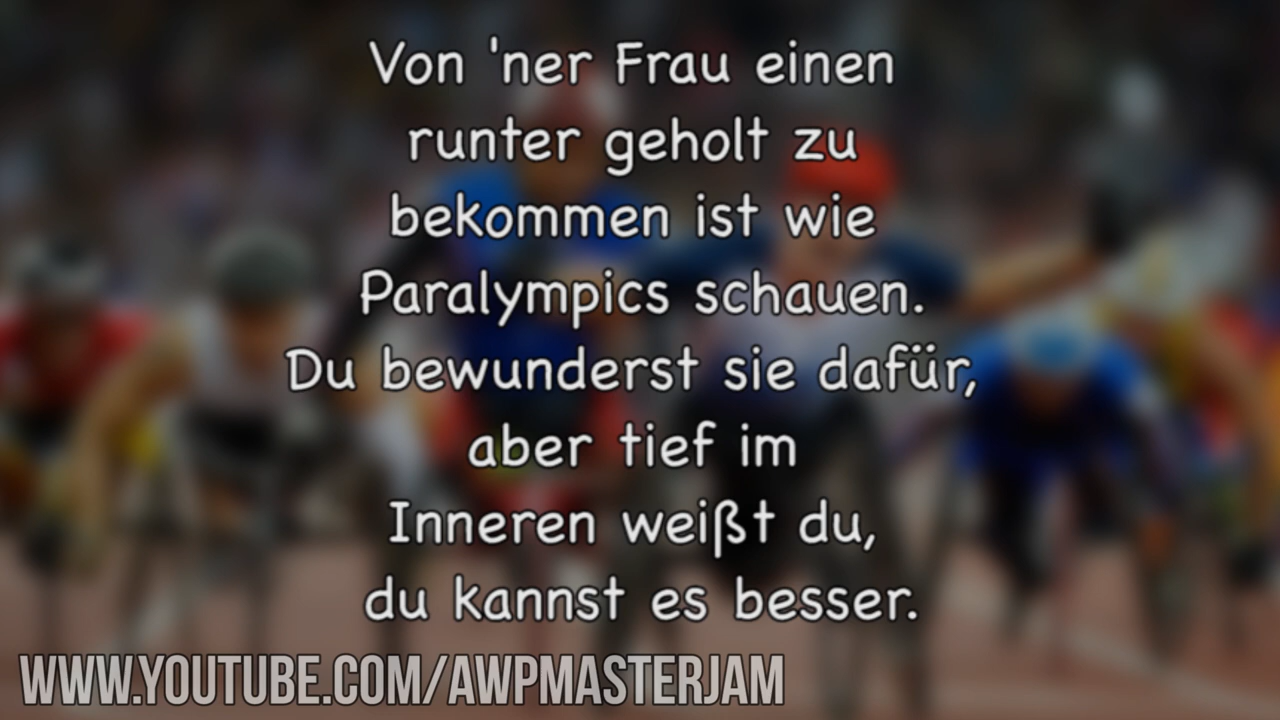 Von 'ner Frau einen
runter geholt zu
bekommen ist wie
Paralympics schauen.
Du bewunderst sie dafür,
aber tief im
Inneren weißt du,
du kannst es besser.
WWW.YOUTUBE.COM/AWPMASTERJAM